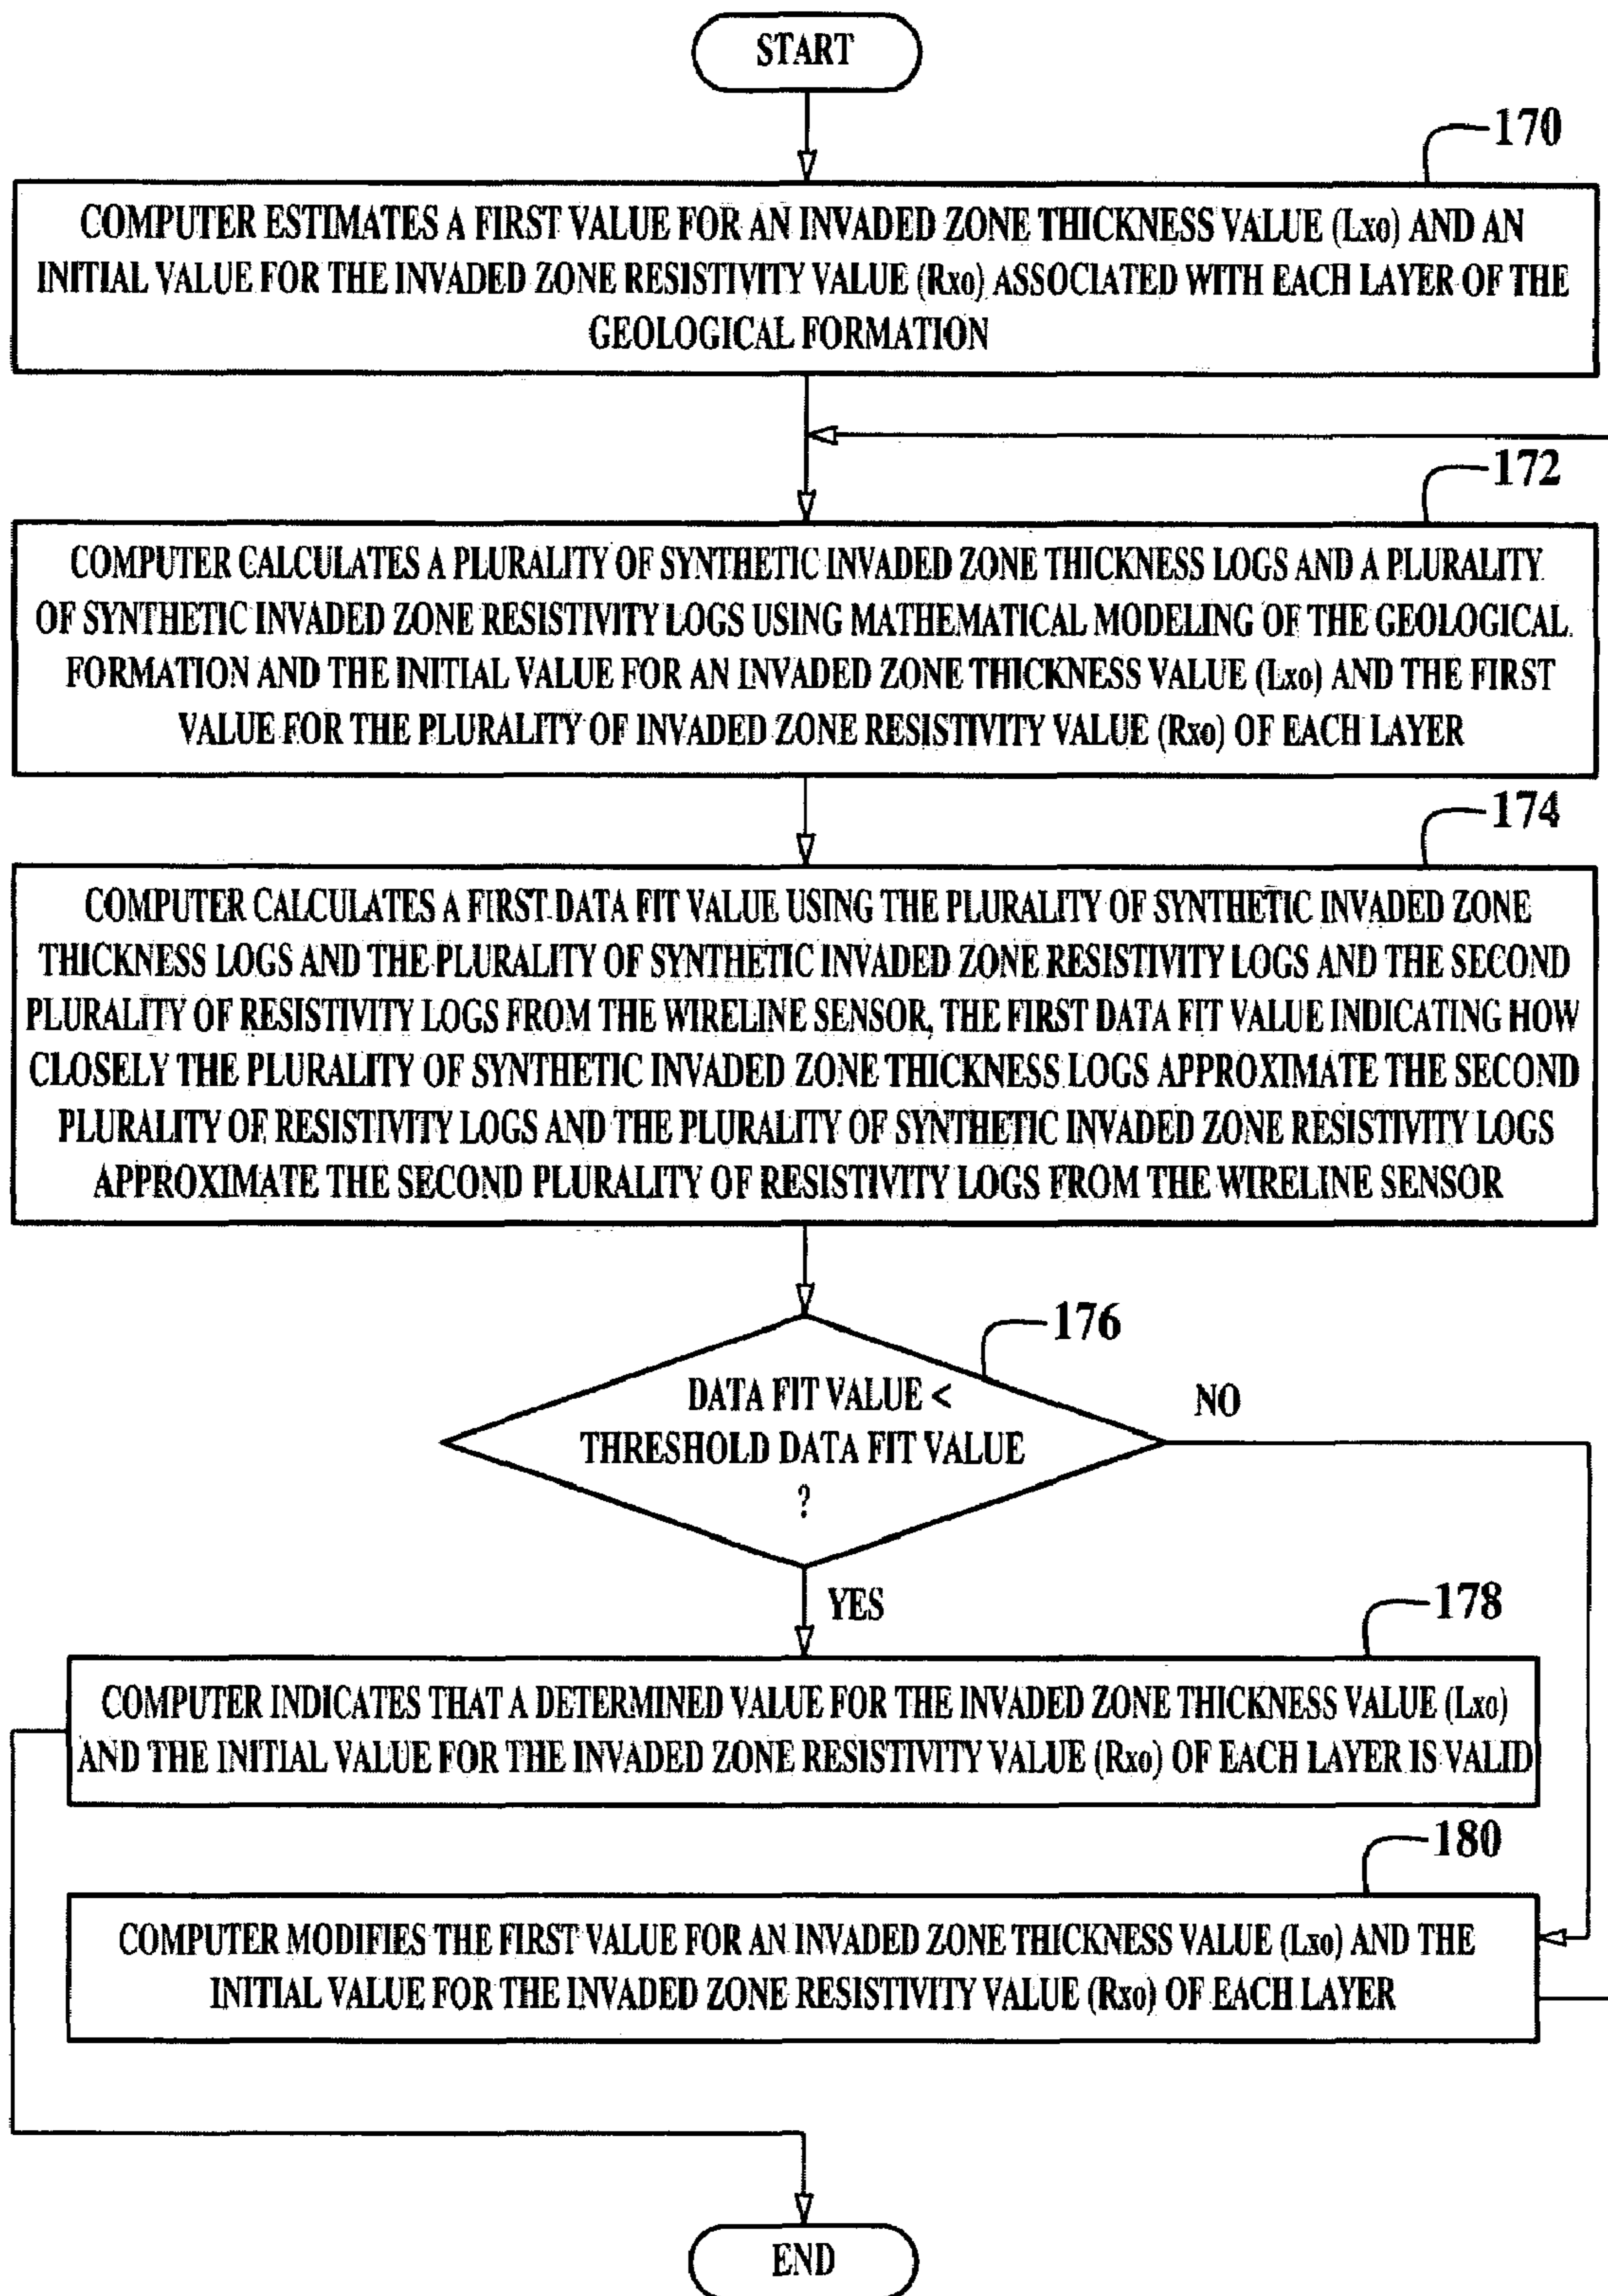 START
170
COMPUTER ESTIMATES A FIRST VALUE FOR AN INVADED ZONE THICKNESS VALUE (Lxo) AND AN
INITIAL VALUE FOR THE INVADED ZONE RESISTIVITY VALUE (Rxo) ASSOCIATED WITH EACH LAYER OF THE
GEOLOGICAL FORMATION
172
COMPUTER CALCULATES A PLURALITY OF SYNTHETIC INVADED ZONE THICKNESS LOGS AND A PLURALITY
OF SYNTHETIC INVADED ZONE RESISTIVITY LOGS USING MATHEMATICAL MODELING OF THE GEOLOGICAL
FORMATION AND THE INITIAL VALUE FOR AN INVADED ZONE THICKNESS VALUE (Lxo) AND THE FIRST
VALUE FOR THE PLURALITY OF INVADED ZONE RESISTIVITY VALUE (Rxo) OF EACH LAYER
174
COMPUTER CALCULATES A FIRST DATA FIT VALUE USING THE PLURALITY OF SYNTHETIC INVADED ZONE
THICKNESS LOGS AND THE PLURALITY OF SYNTHETIC INVADED ZONE RESISTIVITY LOGS AND THE SECOND
PLURALITY OF RESISTIVITY LOGS FROM THE WIRELINE SENSOR, THE FIRST DATA FIT VALUE INDICATING HOW
CLOSELY THE PLURALITY OF SYNTHETIC INVADED ZONE THICKNESS LOGS APPROXIMATE THE SECOND
PLURALITY OF RESISTIVITY LOGS AND THE PLURALITY OF SYNTHETIC INVADED ZONE RESISTIVITY LOGS
APPROXIMATE THE SECOND PLURALITY OF RESISTIVITY LOGS FROM THE WIRELINE SENSOR
176
DATA FIT VALUE <
THRESHOLD DATA FIT VALUE
?
NO
YES
178
COMPUTER INDICATES THAT A DETERMINED VALUE FOR THE INVADED ZONE THICKNESS VALUE (Lxo)
AND THE INITIAL VALUE FOR THE INVADED ZONE RESISTIVITY VALUE (Rxo) OF EACH LAYER IS VALID
180
COMPUTER MODIFIES THE FIRST VALUE FOR AN INVADED ZONE THICKNESS VALUE (Lxo) AND THE
INITIAL VALUE FOR THE INVADED ZONE RESISTIVITY VALUE (Rxo) OF EACH LAYER
END